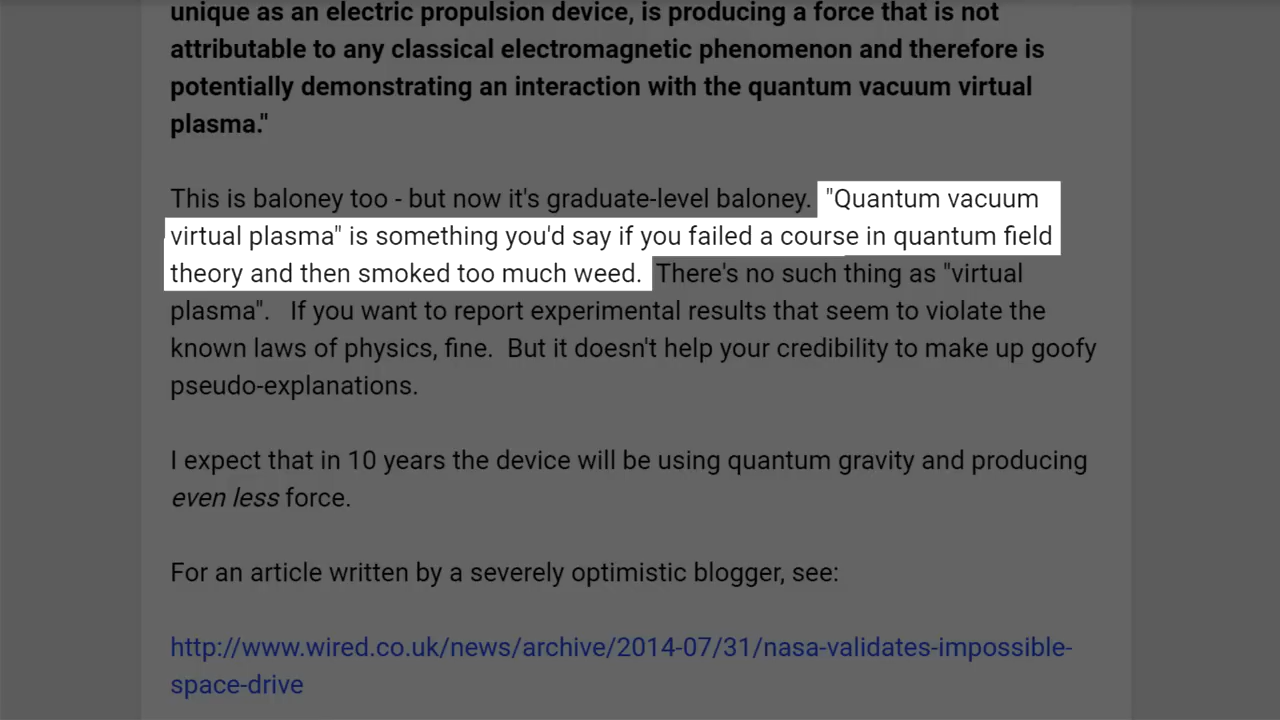 unique as an electric propulsion device, is producing a force that is not
attributable to any classical electromagnetic phenomenon and therefore is
potentially demonstrating an interaction with the quantum vacuum virtual
plasma."
This is baloney too - but now it's graduate-level baloney. "Quantum vacuum
virtual plasma" is something you'd say if you failed a course in quantum field
theory and then smoked too much weed. There's no such thing as "virtual
plasma". If you want to report experimental results that seem to violate the
known laws of physics, fine. But it doesn't help your credibility to make up goofy
pseudo-explanations.
I expect that in 10 years the device will be using quantum gravity and producing
even less force.
For an article written by a severely optimistic blogger, see:
http://www.wired.co.uk/news/archive/2014-07/31/nasa-validates-impossible-
space-drive